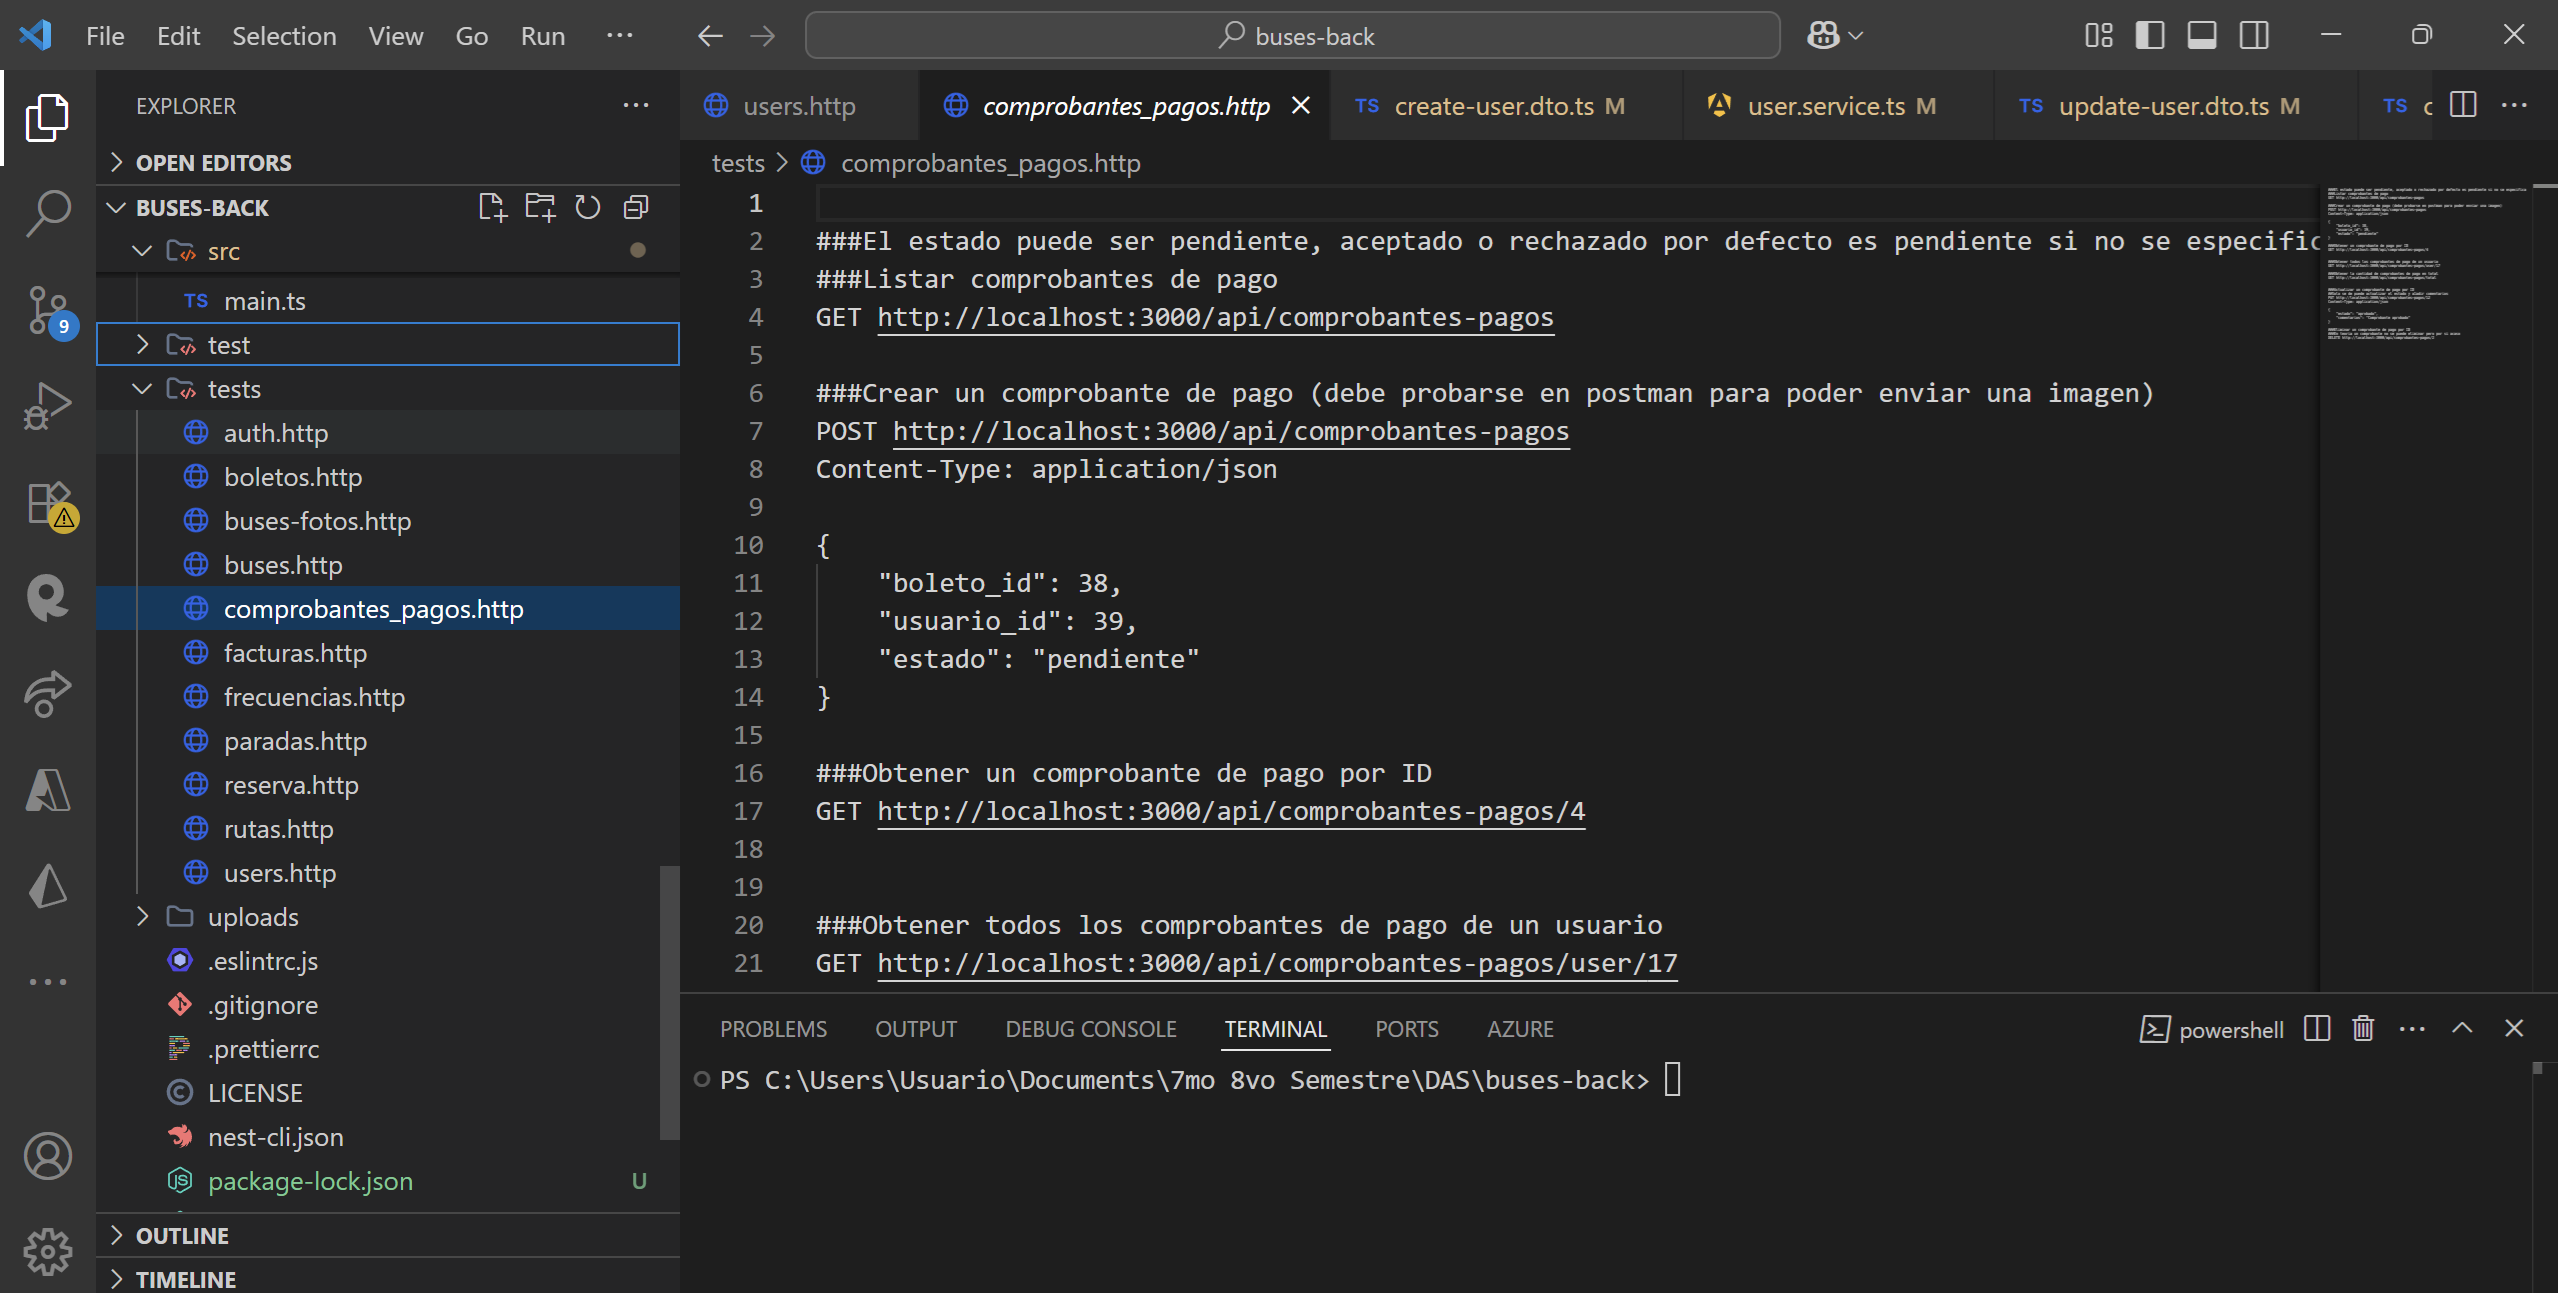 File Edit Selection View Go Run ...
buses-back
EXPLORER
OPEN EDITORS
BUSES-BACK
src
TS main.ts
test
tests
auth.http
boletos.http
buses-fotos.http
buses.http
comprobantes_pagos.http
facturas.http
frecuencias.http
paradas.http
reserva.http
rutas.http
users.http
uploads
.eslintrc.js
.gitignore
.prettierrc
LICENSE
nest-cli.json
package-lock.json U
OUTLINE
TIMELINE
9
users.http
comprobantes_pagos.http
TS create-user.dto.ts M
user.service.ts M
TS update-user.dto.ts M
TS
tests > comprobantes_pagos.http
1
2 ###El estado puede ser pendiente, aceptado o rechazado por defecto es pendiente si no se especific
3 ###Listar comprobantes de pago
4 GET http://localhost:3000/api/comprobantes-pagos
5
6 ###Crear un comprobante de pago (debe probarse en postman para poder enviar una imagen)
7 POST http://localhost:3000/api/comprobantes-pagos
8 Content-Type: application/json
9
10 {
11 "boleto_id": 38,
12 "usuario_id": 39,
13 "estado": "pendiente"
14 }
15
16 ###Obtener un comprobante de pago por ID
17 GET http://localhost:3000/api/comprobantes-pagos/4
18
19
20 ###Obtener todos los comprobantes de pago de un usuario
21 GET http://localhost:3000/api/comprobantes-pagos/user/17
PROBLEMS OUTPUT DEBUG CONSOLE TERMINAL PORTS AZURE
powershell
PS C:\Users\Usuario\Documents\7mo 8vo Semestre\DAS\buses-back>